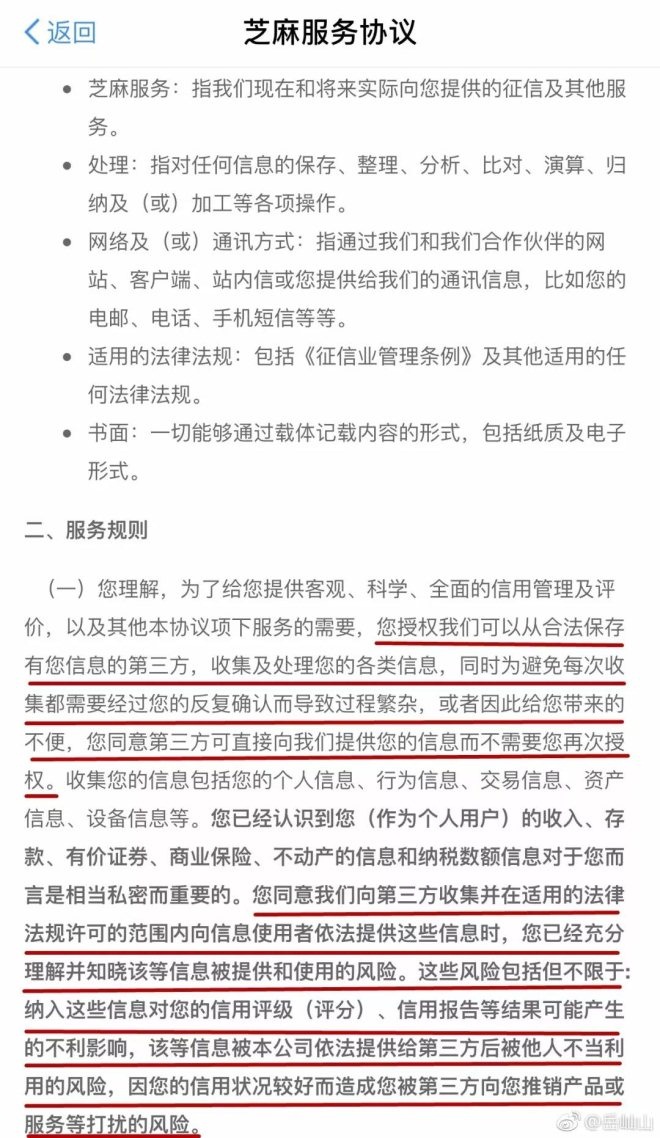 返回
芝麻服务协议
芝麻服务：指我们现在和将来实际向您提供的征信及其他服
务。
处理：指对任何信息的保存、整理、分析、比对、演算、归
纳及（或）加工等各项操作。
网络及（或）通讯方式：指通过我们和我们合作伙伴的网
站、客户端、站内信或您提供给我们的通讯信息，比如您的
电邮、电话、手机短信等等。
适用的法律法规：包括《征信业管理条例》及其他适用的任
何法律法规。
书面：一切能够通过载体记载内容的形式，包括纸质及电子
形式。
二、服务规则
（一）您理解，为了给您提供客观、科学、全面的信用管理及评
价，以及其他本协议项下服务的需要，您授权我们可以从合法保存
有您信息的第三方，收集及处理您的各类信息，同时为避免每次收
集都需要经过您的反复确认而导致过程繁杂，或者因此给您带来的
不便，您同意第三方可直接向我们提供您的信息而不需要您再次授
权。收集您的信息包括您的个人信息、行为信息、交易信息、资产
信息、设备信息等。您已经认识到您（作为个人用户）的收入、存
款、有价证券、商业保险、不动产的信息和纳税数额信息对于您而
言是相当私密而重要的。您同意我们向第三方收集并在适用的法律
法规许可的范围内向信息使用者依法提供这些信息时，您已经充分
理解并知晓该等信息被提供和使用的风险。这些风险包括但不限于:
纳入这些信息对您的信用评级（评分）、信用报告等结果可能产生
的不利影响，该等信息被本公司依法提供给第三方后被他人不当利
用的风险，因您的信用状况较好而造成您被第三方向您推销产品或
服务等打扰的风险。
@岳屾山